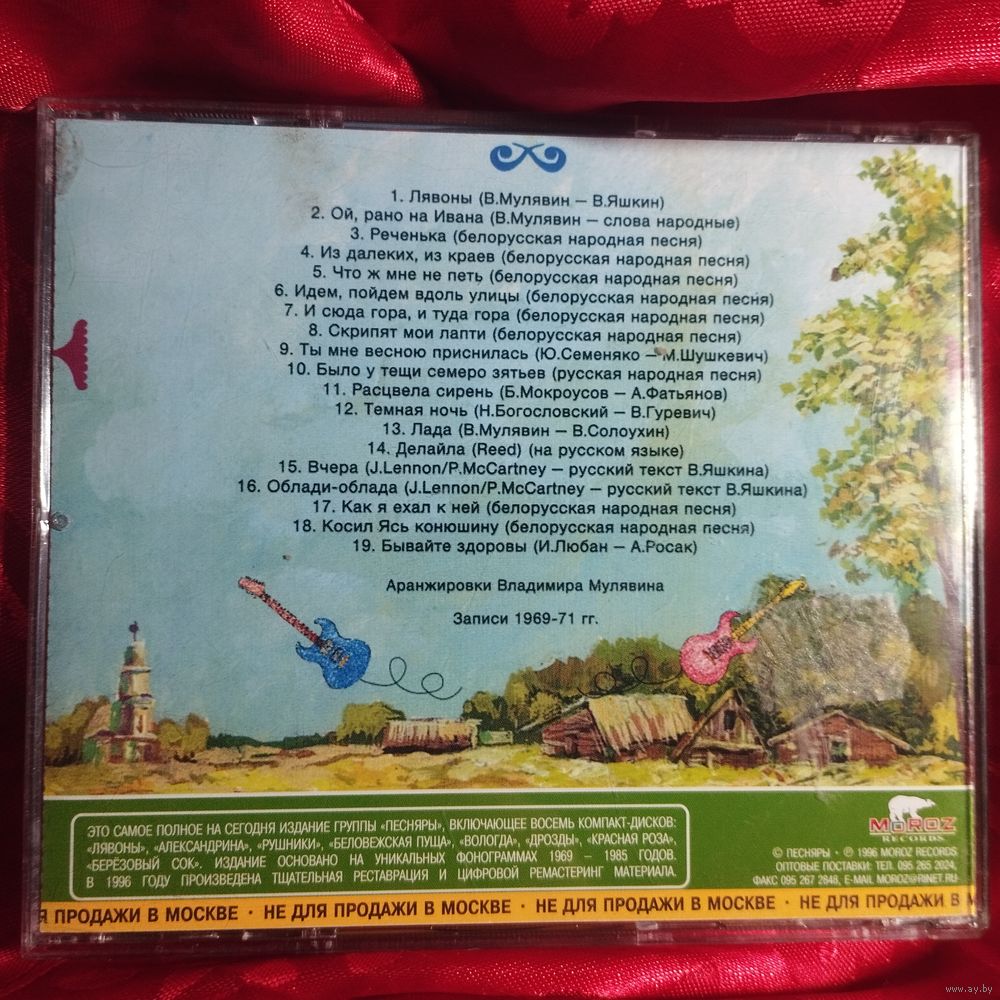 1. Лявоны (В.Мулявин – В.Яшкин)
2. Ой, рано на Ивана (В.Мулявин – слова народные)
3. Реченька (белорусская народная песня)
4. Из далеких, из краев (белорусская народная песня)
5. Что ж мне не петь (белорусская народная песня)
6. Идем, пойдем вдоль улицы (белорусская народная песня)
7. И сюда гора, и туда гора (белорусская народная песня)
8. Скрипят мои лапти (белорусская народная песня)
9. Ты мне весною приснилась (Ю.Семеняко – М.Шушкевич)
10. Было у тещи семеро зятьев (русская народная песня)
11. Расцвела сирень (Б.Мокроусов – А.Фатьянов)
12. Темная ночь (Н.Богословский – В.Гуревич)
13. Лада (В.Мулявин – В.Солоухин)
14. Делайла (Reed) (на русском языке)
15. Вчера (J.Lennon/P.McCartney – русский текст В.Яшкина)
16. Облади-облада (J.Lennon/P.McCartney – русский текст В.Яшкина)
17. Как я ехал к ней (белорусская народная песня)
18. Косил Ясь конюшину (белорусская народная песня)
19. Бывайте здоровы (И.Любан – А.Росак)
Аранжировки Владимира Мулявина
Записи 1969-71 гг.
ЭТО САМОЕ ПОЛНОЕ НА СЕГОДНЯ ИЗДАНИЕ ГРУППЫ «ПЕСНЯРЫ», ВКЛЮЧАЮЩЕЕ ВОСЕМЬ КОМПАКТ-ДИСКОВ:
«ЛЯВОНЫ», «АЛЕКСАНДРИНА», «РУШНИКИ», «БЕЛОВЕЖСКАЯ ПУЩА», «ВОЛОГДА», «ДРОЗДЫ», «КРАСНАЯ РОЗА»,
«БЕРЁЗОВЫЙ СОК». ИЗДАНИЕ ОСНОВАНО НА УНИКАЛЬНЫХ ФОНОГРАММАХ 1969 – 1985 ГОДОВ.
В 1996 ГОДУ ПРОИЗВЕДЕНА ТЩАТЕЛЬНАЯ РЕСТАВРАЦИЯ И ЦИФРОВОЙ РЕМАСТЕРИНГ МАТЕРИАЛА.
MOROZ
RECORDS
© ПЕСНЯРЫ · ℗ 1996 MOROZ RECORDS
ОПТОВЫЕ ПОСТАВКИ: ТЕЛ. 095 265 2024,
ФАКС 095 267 2848, E-MAIL MOROZ@RINET.RU
Я ПРОДАЖИ В МОСКВЕ · НЕ ДЛЯ ПРОДАЖИ В МОСКВЕ · НЕ ДЛЯ ПРОДАЖИ В МОСКВЕ · НЕ ДЛЯ ПРОДАЖИ В М
www.ay.by